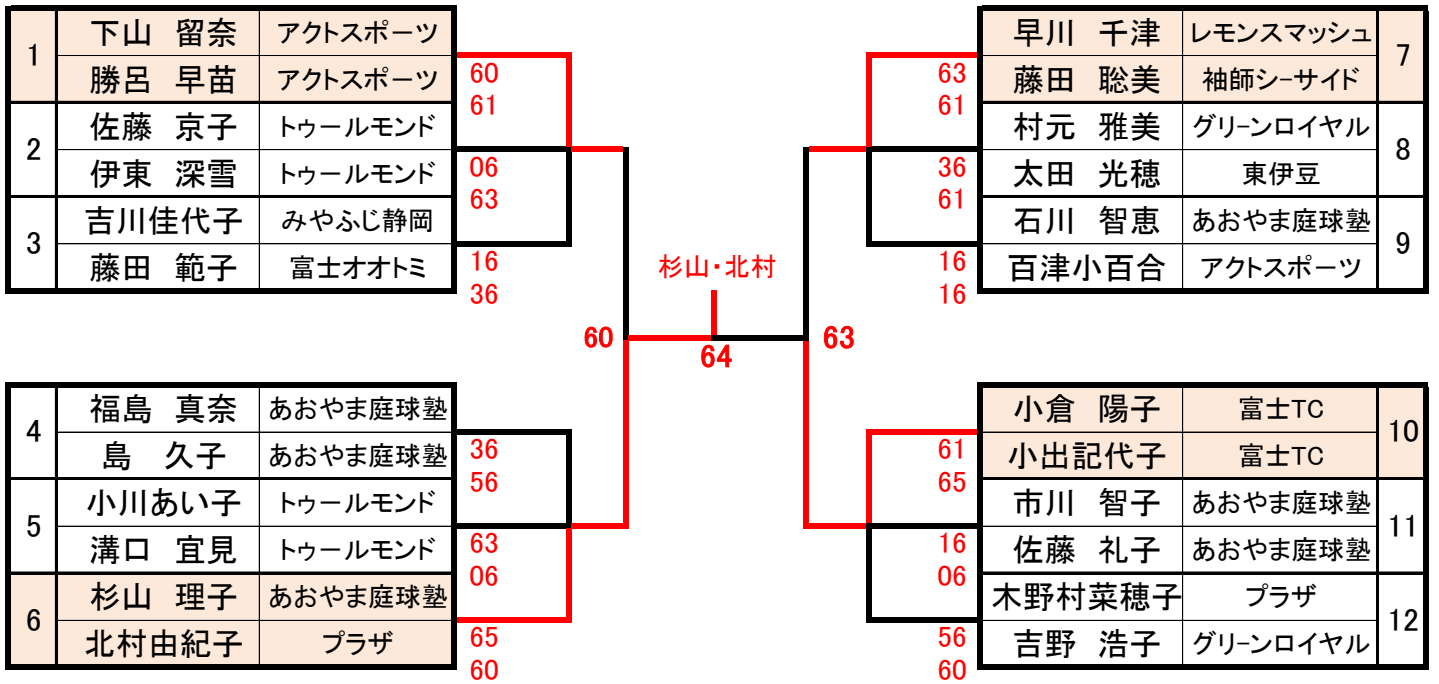 1
下山 留奈 アクトスポーツ
勝呂 早苗 アクトスポーツ
60
61
2
佐藤 京子 トゥールモンド
伊東 深雪 トゥールモンド
06
63
3
吉川佳代子 みやふじ静岡
藤田 範子 富士オオトミ
16
36
4
福島 真奈 あおやま庭球塾
島 久子 あおやま庭球塾
36
56
5
小川あい子 トゥールモンド
溝口 宜見 トゥールモンド
63
06
6
杉山 理子 あおやま庭球塾
北村由紀子 プラザ
65
60
60
杉山・北村
64
63
早川 千津 レモンスマッシュ
藤田 聡美 袖師シーサイド
7
63
61
村元 雅美 グリーンロイヤル
太田 光穂 東伊豆
8
36
61
石川 智恵 あおやま庭球塾
百津小百合 アクトスポーツ
9
16
16
小倉 陽子 富士TC
小出記代子 富士TC
10
61
65
市川 智子 あおやま庭球塾
佐藤 礼子 あおやま庭球塾
11
16
06
木野村菜穂子 プラザ
吉野 浩子 グリーンロイヤル
12
56
60